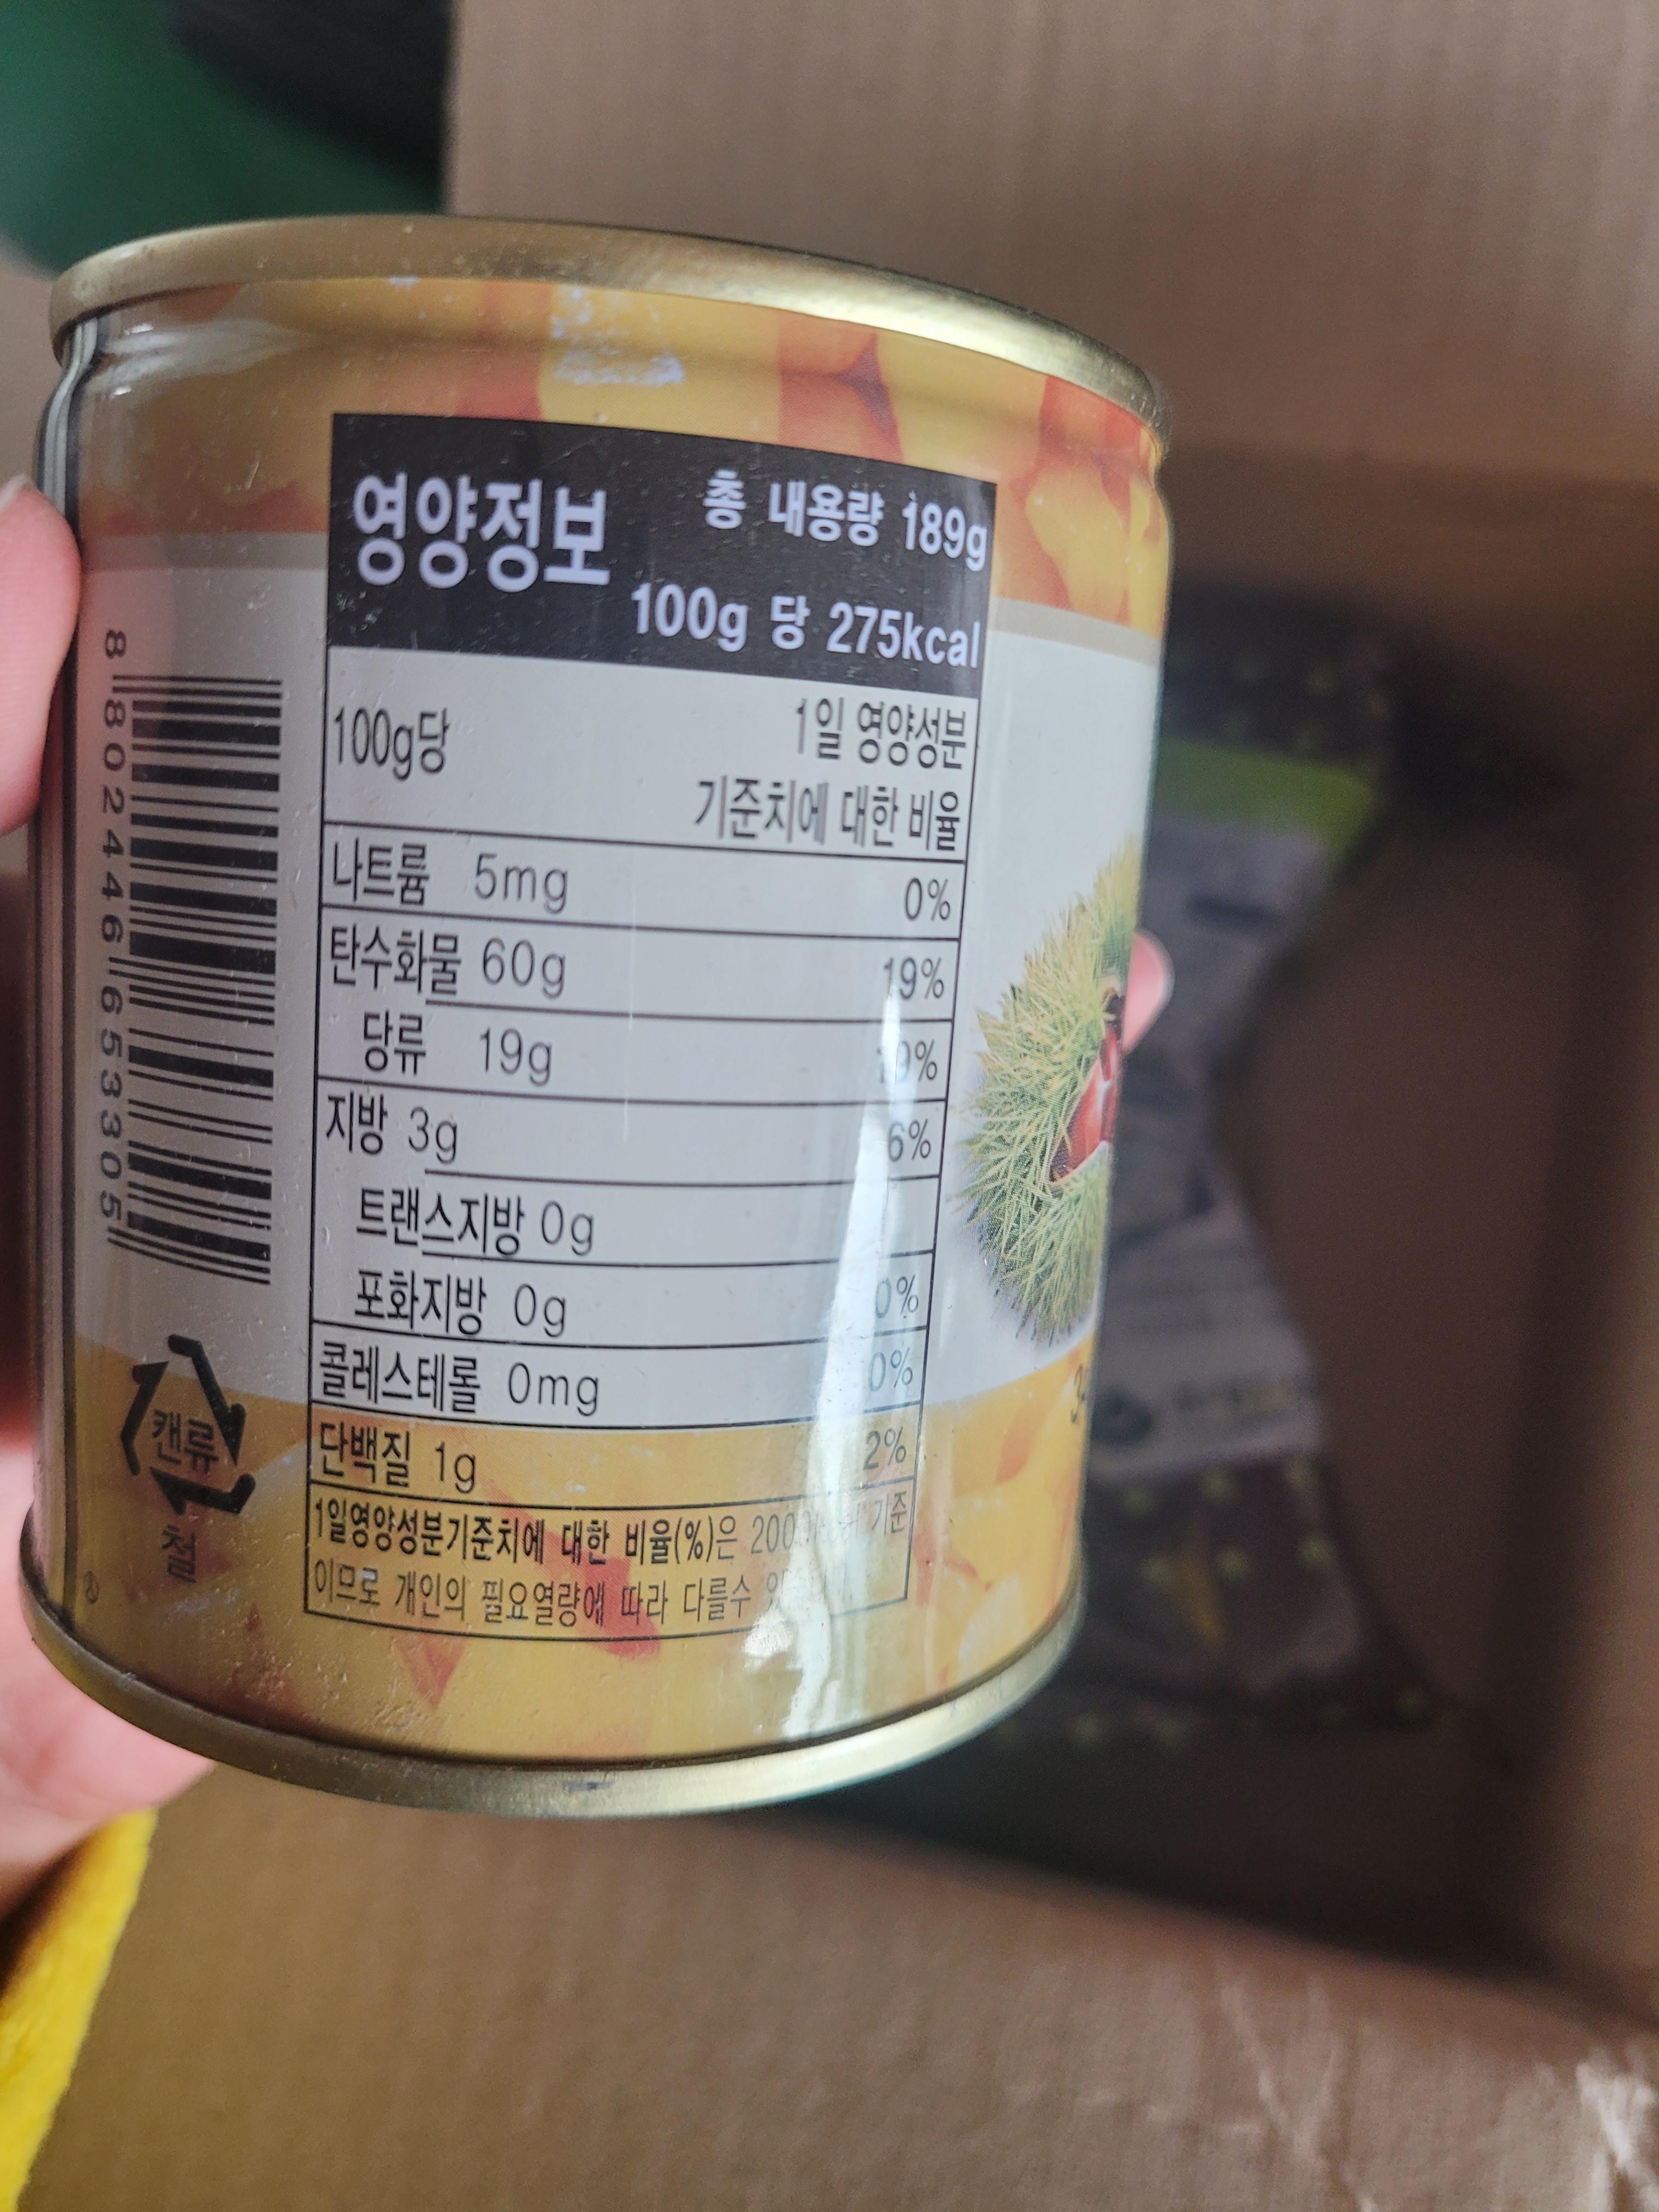 영양정보
총 내용량 189g
100g 당 275kcal
100g당
1일 영양성분
기준치에 대한 비율
나트륨 5mg 0%
탄수화물 60g 19%
당류 19g
지방 3g 6%
트랜스지방 0g
포화지방 0g 0%
콜레스테롤 0mg 0%
단백질 1g 2%
1일영양성분기준치에 대한 비율(%)은 기준
이므로 개인의 필요열량에 따라 다를수
8 802446 653305
캔류
철